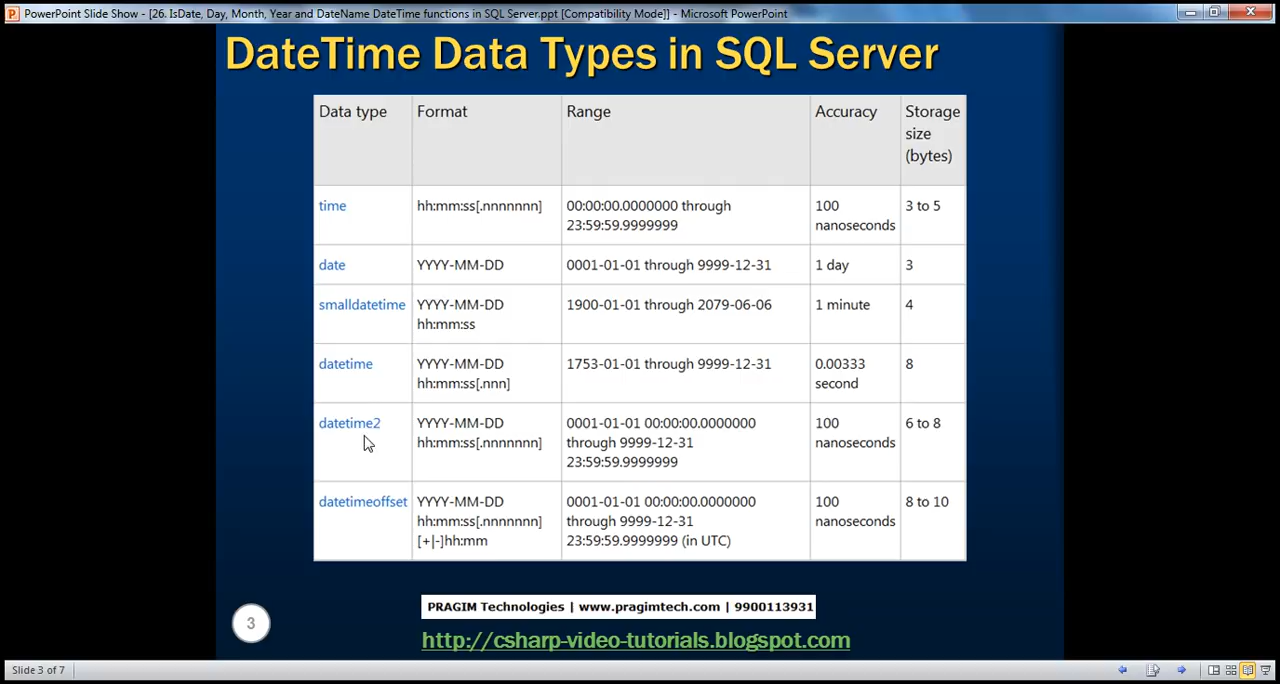 PowerPoint Slide Show - [26. IsDate, Day, Month, Year and DateName DateTime functions in SQL Server.ppt [Compatibility Mode]] - Microsoft PowerPoint
DateTime Data Types in SQL Server
Data type Format Range Accuracy Storage
size
(bytes)
time hh:mm:ss[.nnnnnnn] 00:00:00.0000000 through 100 3 to 5
23:59:59.9999999 nanoseconds
date YYYY-MM-DD 0001-01-01 through 9999-12-31 1 day 3
smalldatetime YYYY-MM-DD 1900-01-01 through 2079-06-06 1 minute 4
hh:mm:ss
datetime YYYY-MM-DD 1753-01-01 through 9999-12-31 0.00333 8
hh:mm:ss[.nnn] second
datetime2 YYYY-MM-DD 0001-01-01 00:00:00.0000000 100 6 to 8
hh:mm:ss[.nnnnnnn] through 9999-12-31 nanoseconds
23:59:59.9999999
datetimeoffset YYYY-MM-DD 0001-01-01 00:00:00.0000000 100 8 to 10
hh:mm:ss[.nnnnnnn] through 9999-12-31 nanoseconds
[+|-]hh:mm 23:59:59.9999999 (in UTC)
PRAGIM Technologies | www.pragimtech.com | 9900113931
3
http://csharp-video-tutorials.blogspot.com
Slide 3 of 7